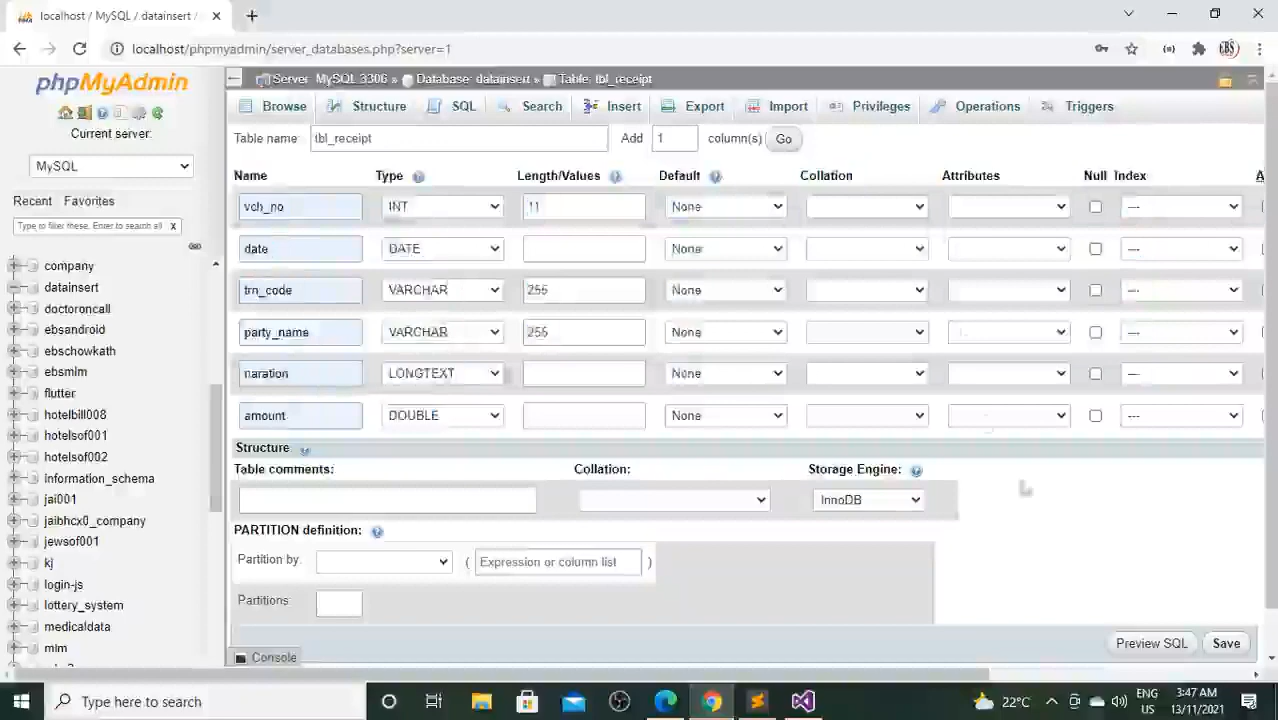 localhost / MySQL / datainsert /
localhost/phpmyadmin/server_databases.php?server=1
EBS
phpMyAdmin
Current server:
MySQL
Recent Favorites
Type to filter these, Enter to search all X
company
datainsert
doctoroncall
ebsandroid
ebschowkath
ebsmlm
flutter
hotelbill008
hotelsof001
hotelsof002
information_schema
jai001
jaibhcx0_company
jewsof001
kj
login-js
lottery_system
medicaldata
mlm
Server: MySQL:3306 » Database: datainsert » Table: tbl_receipt
Browse Structure SQL Search Insert Export Import Privileges Operations Triggers
Table name: tbl_receipt Add 1 column(s) Go
Name Type Length/Values Default Collation Attributes Null Index A
vch_no INT 11 None ---
date DATE None ---
trn_code VARCHAR 255 None ---
party_name VARCHAR 255 None ---
naration LONGTEXT None ---
amount DOUBLE None ---
Structure
Table comments: Collation: Storage Engine:
InnoDB
PARTITION definition:
Partition by: ( Expression or column list )
Partitions:
Preview SQL Save
Console
Type here to search
22°C
ENG
US
3:47 AM
13/11/2021